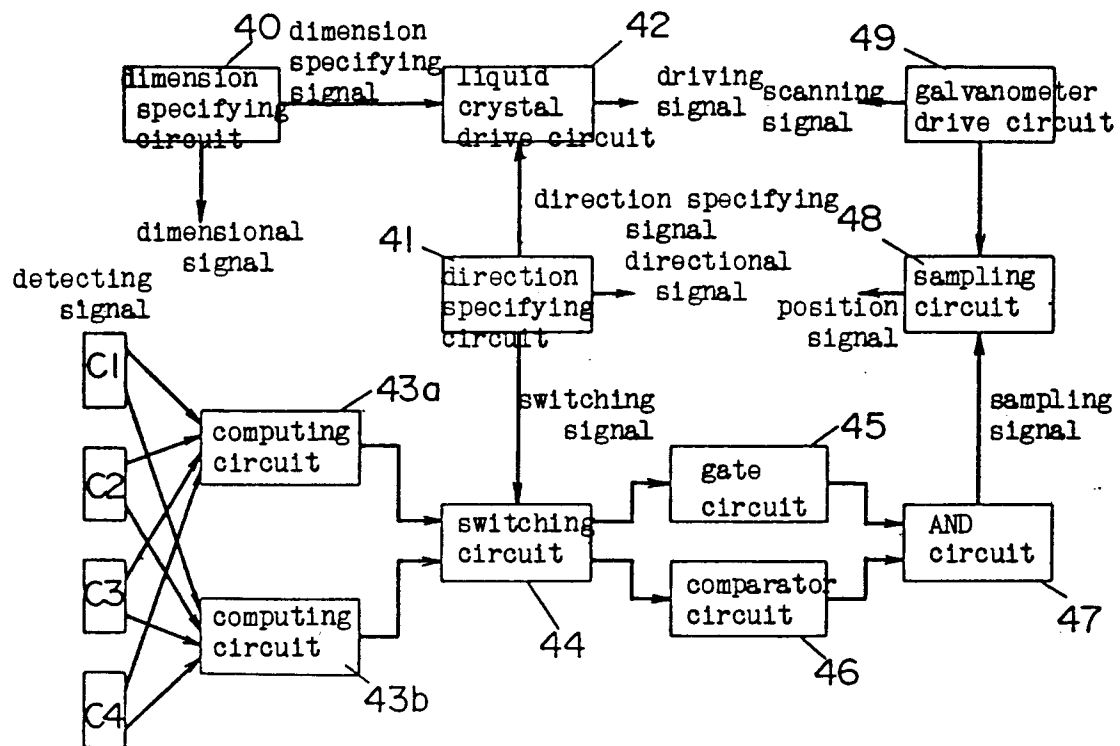 40
dimension
specifying
signal
42
49
dimension
specifying
circuit
liquid
crystal
drive circuit
driving
signal
scanning
signal
galvanometer
drive circuit
dimensional
signal
direction specifying
signal
48
41
direction
specifying
circuit
directional
signal
position
signal
sampling
circuit
detecting
signal
C1
C2
C3
C4
43a
computing
circuit
computing
circuit
43b
switching
signal
switching
circuit
44
45
gate
circuit
comparator
circuit
46
sampling
signal
AND
circuit
47